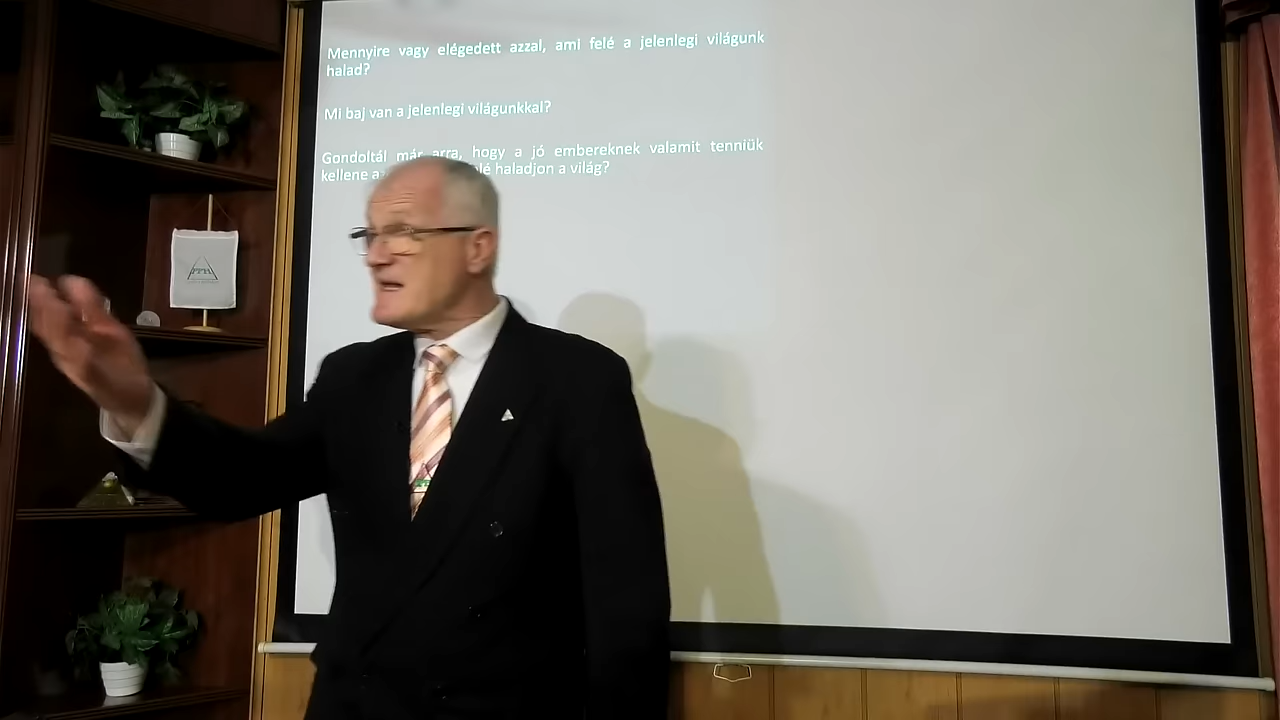 Mennyire vagy elégedett azzal, ami felé a jelenlegi világunk
halad?
Mi baj van a jelenlegi világunkkal?
Gondoltál már arra, hogy a jó embereknek valamit tenniük
kellene haladjon a világ?